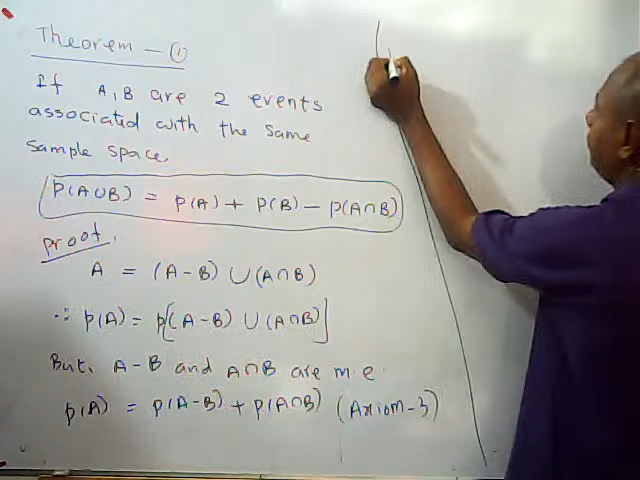 Theorem - ①
If A, B are 2 events
associated with the same
sample space.
P(A∪B) = P(A) + P(B) - P(A∩B)
Proof.
A = (A-B) ∪ (A∩B)
∴ P(A) = P[(A-B) ∪ (A∩B)]
But, A-B and A∩B are m.e.
P(A) = P(A-B) + P(A∩B) (Axiom-3)